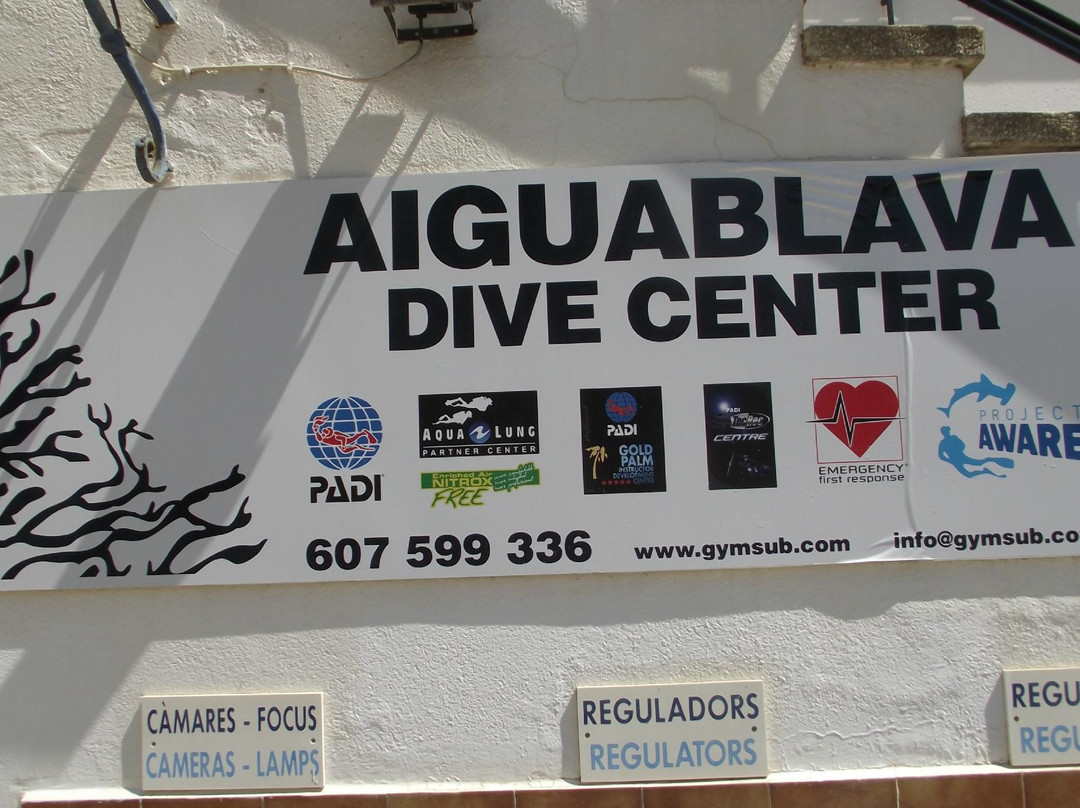 AIGUABLAVA
DIVE CENTER
PADI
AQUA LUNG
PARTNER CENTER
Enriched Air
NITROX
FREE
PADI
GOLD
PALM
INSTRUCTOR
DEVELOPMENT
CENTRE
PADI
TecRec
CENTRE
EMERGENCY
first response
PROJECT
AWARE
607 599 336
www.gymsub.com
info@gymsub.co
CÀMARES - FOCUS
CAMERAS - LAMPS
REGULADORS
REGULATORS
REGU
REGU